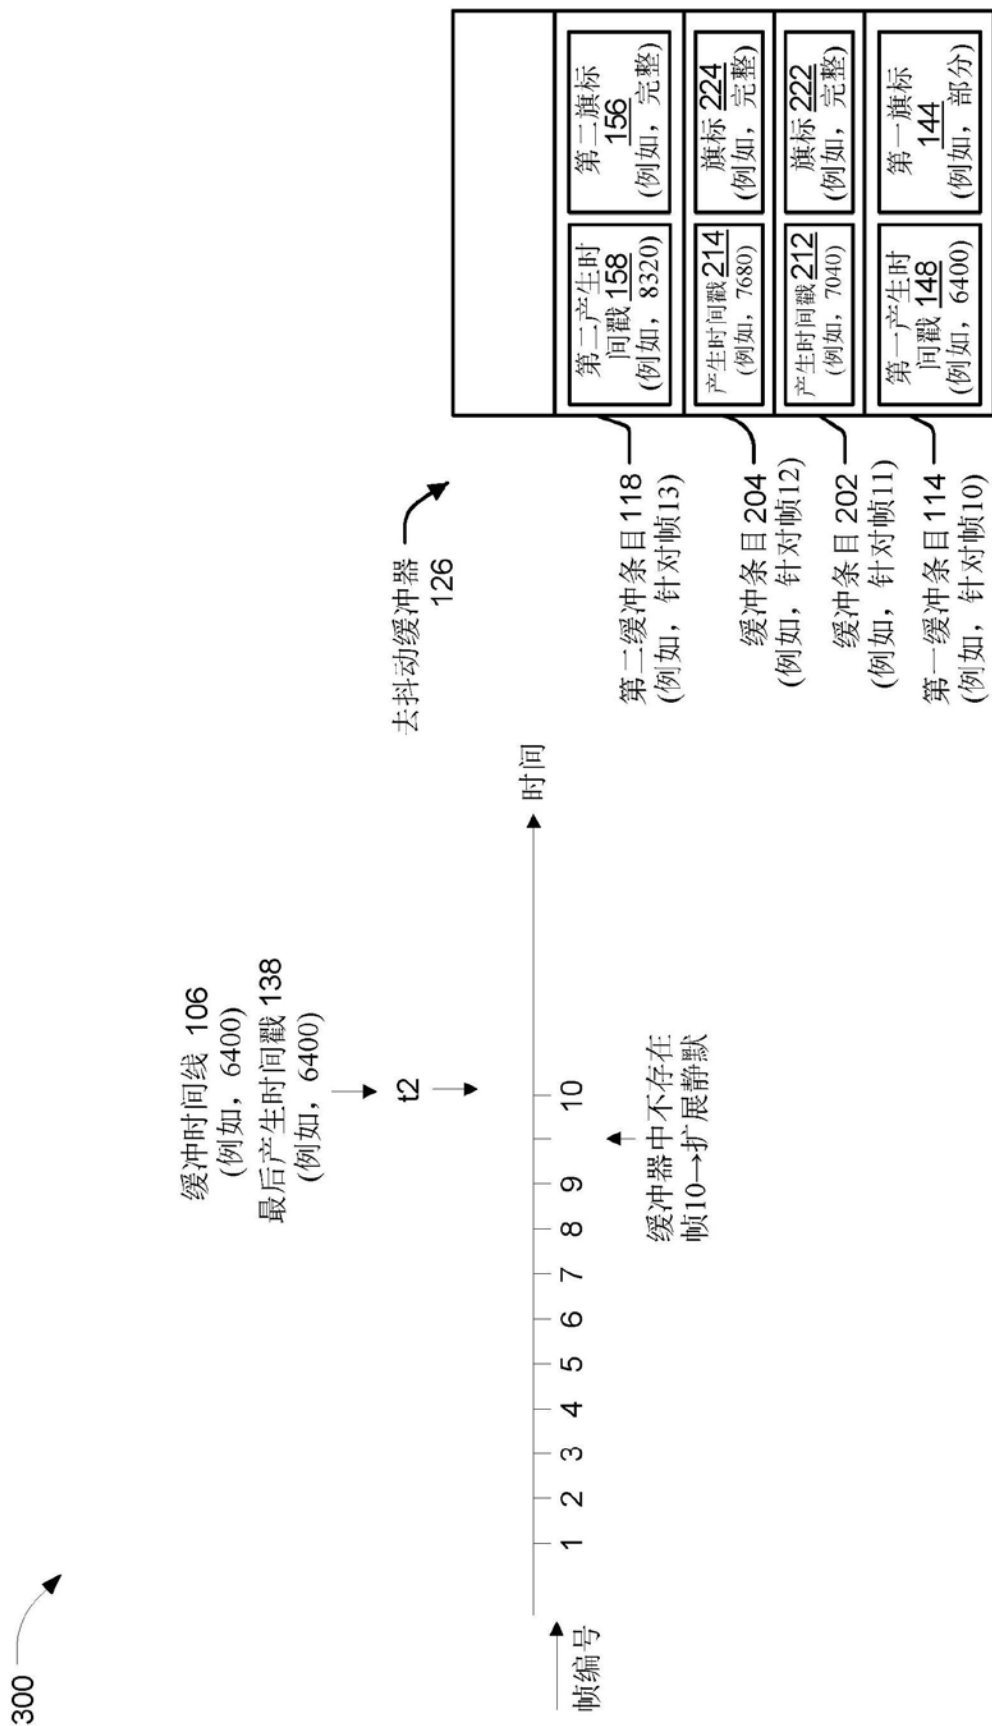 300
缓冲时间线 106
(例如，6400)
最后产生时间戳 138
(例如，6400)
t2
帧编号
1 2 3 4 5 6 7 8 9 10
时间
缓冲器中不存在
帧10→扩展静默
去抖动缓冲器
126
第二缓冲条目 118
(例如，针对帧13)
第二产生时
间戳 158
(例如，8320)
第二旗标
156
(例如，完整)
缓冲条目 204
(例如，针对帧12)
产生时间戳 214
(例如，7680)
旗标 224
(例如，完整)
缓冲条目 202
(例如，针对帧11)
产生时间戳 212
(例如，7040)
旗标 222
(例如，完整)
第一缓冲条目 114
(例如，针对帧10)
第一产生时
间戳 148
(例如，6400)
第一旗标
144
(例如，部分)